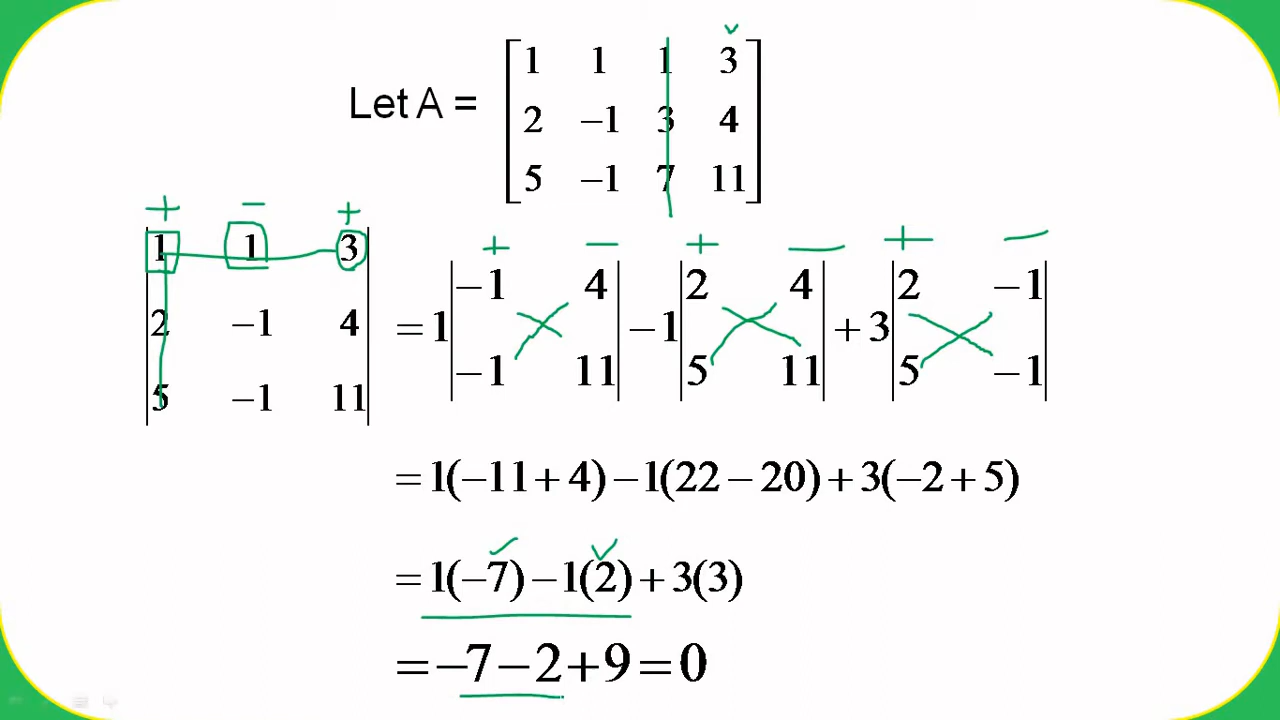 1 1 1 3
Let A = 2 −1 3 4
5 −1 7 11
+ − +
1 1 3
2 −1 4
5 −1 11
+ − + − + −
= 1 |−1 4| − 1 |2 4| + 3 |2 −1|
|−1 11| |5 11| |5 −1|
= 1(−11 + 4) − 1(22 − 20) + 3(−2 + 5)
= 1(−7) − 1(2) + 3(3)
= −7 − 2 + 9 = 0